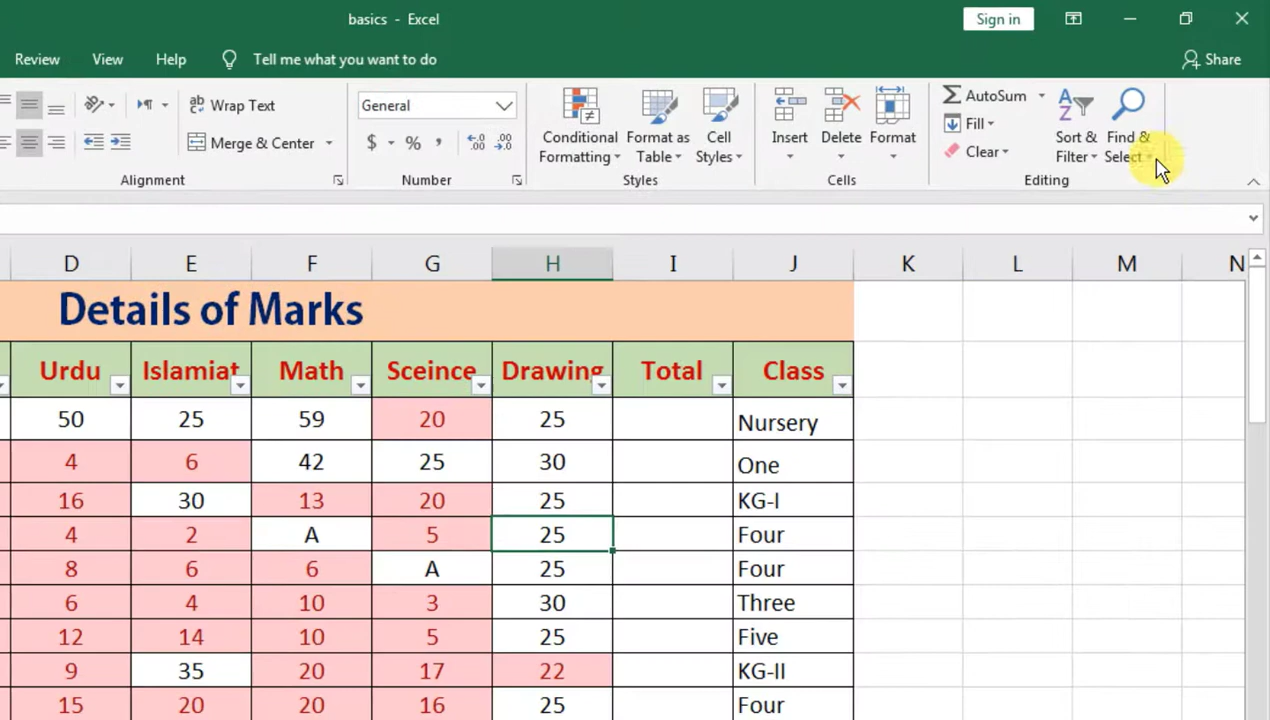 basics - Excel
Sign in
Review View Help Tell me what you want to do
Share
Wrap Text
Merge & Center
Alignment
General
$ % ,
Number
Conditional Formatting
Format as Table
Cell Styles
Styles
Insert
Delete
Format
Cells
AutoSum
Fill
Clear
Sort & Filter
Find & Select
Editing
D E F G H I J K L M N
Details of Marks
Urdu Islamiat Math Sceince Drawing Total Class
50 25 59 20 25 Nursery
4 6 42 25 30 One
16 30 13 20 25 KG-I
4 2 A 5 25 Four
8 6 6 A 25 Four
6 4 10 3 30 Three
12 14 10 5 25 Five
9 35 20 17 22 KG-II
15 20 20 16 25 Four